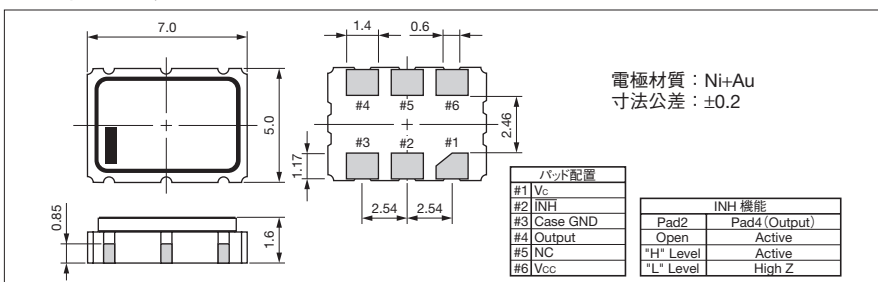 7.0
5.0
0.85
1.6
1.4
0.6
#4 #5 #6
#3 #2 #1
2.46
1.17
2.54 2.54
電極材質：Ni+Au
寸法公差：±0.2
パッド配置
#1 Vc
#2 INH
#3 Case GND
#4 Output
#5 NC
#6 Vcc
INH 機能
Pad2 Pad4(Output)
Open Active
"H" Level Active
"L" Level High Z